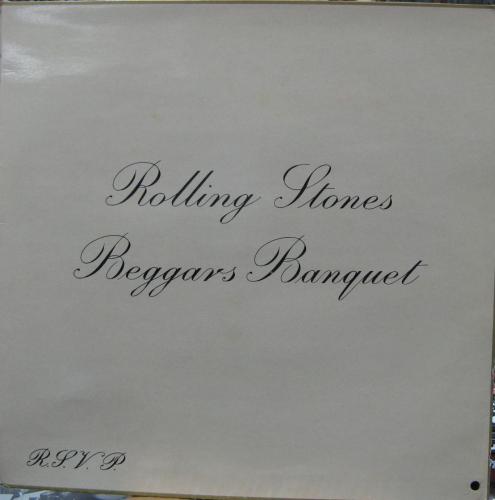 Rolling Stones
Beggars Banquet
R.S.V.P.